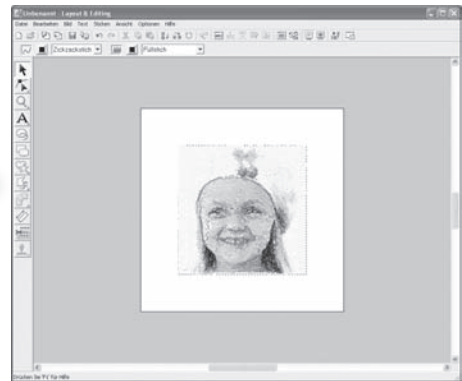 Unbenannt - Layout & Editing
Datei Bearbeiten Bild Text Sticken Ansicht Optionen Hilfe
Zickzackstich Füllstich
A
Drücken Sie 'F1' für Hilfe